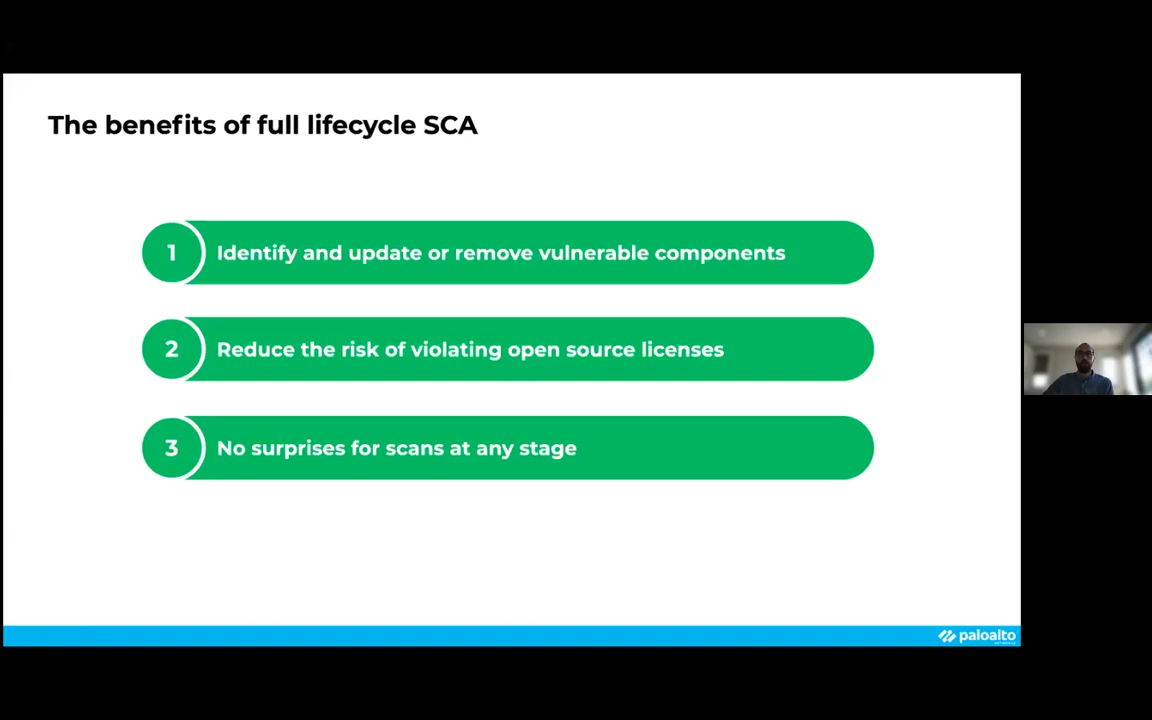 The benefits of full lifecycle SCA
1
Identify and update or remove vulnerable components
2
Reduce the risk of violating open source licenses
3
No surprises for scans at any stage
paloalto